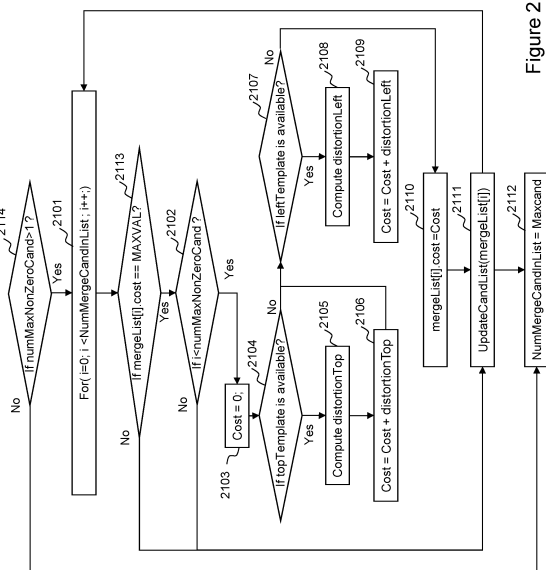 2114
If numMaxNonZeroCand>1 ?
No
Yes
2101
For( i=0; i <NumMergeCandInList ; i++;)
2113
If mergeList[i].cost == MAXVAL?
No
Yes
2102
If i<numMaxNonZeroCand ?
No
Yes
2103
Cost = 0;
2104
If topTemplate is available?
No
Yes
2105
Compute distortionTop
2106
Cost = Cost + distortionTop
2107
If leftTemplate is available?
No
Yes
2108
Compute distortionLeft
2109
Cost = Cost + distortionLeft
2110
mergeList[i].cost=Cost
2111
UpdateCandList(mergeList[i])
2112
NumMergeCandInList = Maxcand
Figure 2